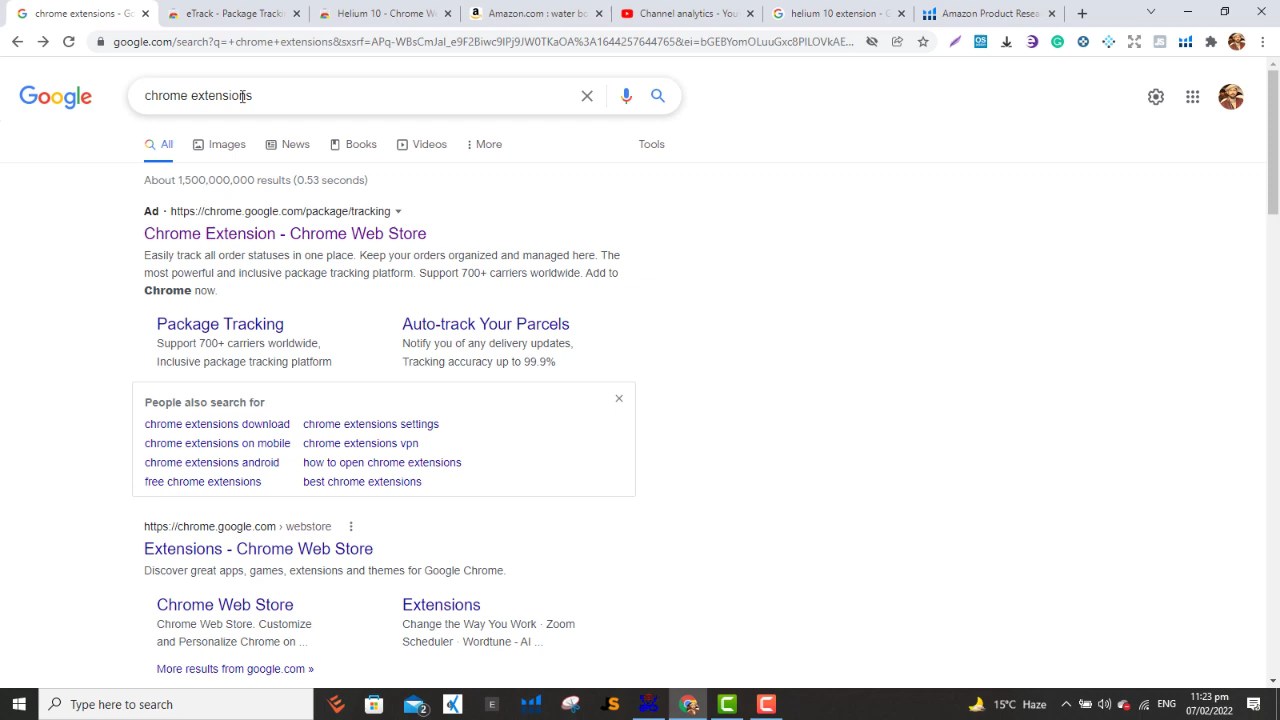 chrome extensions - Go
eTrack - Package Tracki
Helium 10 - Chrome We
Amazon.com : water bo
Channel analytics - You
helium 10 extension - G
Amazon Product Resea
google.com/search?q=+chrome+extensions&sxsrf=APq-WBsCmJal_e9F2Biwc9IPj9JW0TKaOA%3A1644257644765&ei=bGEBYomOLuuGxc8PILOVkAE...
Google
chrome extensions
All
Images
News
Books
Videos
More
Tools
About 1,500,000,000 results (0.53 seconds)
Ad · https://chrome.google.com/package/tracking
Chrome Extension - Chrome Web Store
Easily track all order statuses in one place. Keep your orders organized and managed here. The
most powerful and inclusive package tracking platform. Support 700+ carriers worldwide. Add to
Chrome now.
Package Tracking
Support 700+ carriers worldwide,
Inclusive package tracking platform
Auto-track Your Parcels
Notify you of any delivery updates,
Tracking accuracy up to 99.9%
People also search for
chrome extensions download
chrome extensions settings
chrome extensions on mobile
chrome extensions vpn
chrome extensions android
how to open chrome extensions
free chrome extensions
best chrome extensions
https://chrome.google.com › webstore
Extensions - Chrome Web Store
Discover great apps, games, extensions and themes for Google Chrome.
Chrome Web Store
Chrome Web Store. Customize
and Personalize Chrome on ...
Extensions
Change the Way You Work · Zoom
Scheduler · Wordtune - AI ...
More results from google.com »
Type here to search
15°C Haze
11:23 pm
07/02/2022